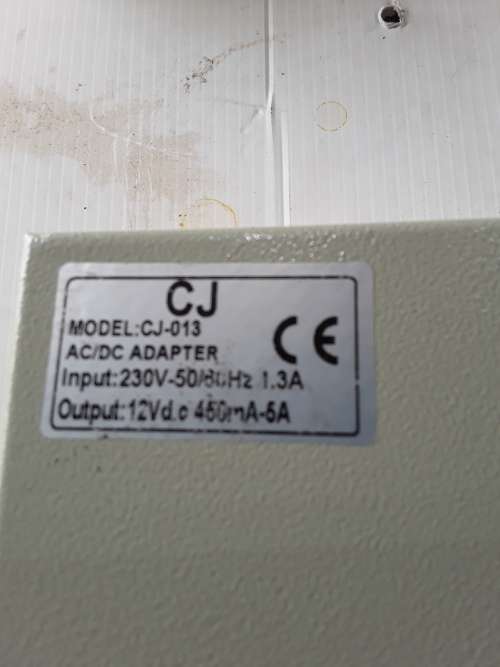 CJ
MODEL:CJ-013
AC/DC ADAPTER
CE
Input:230V-50/60Hz 1.3A
Output:12Vd.c 450mA-5A